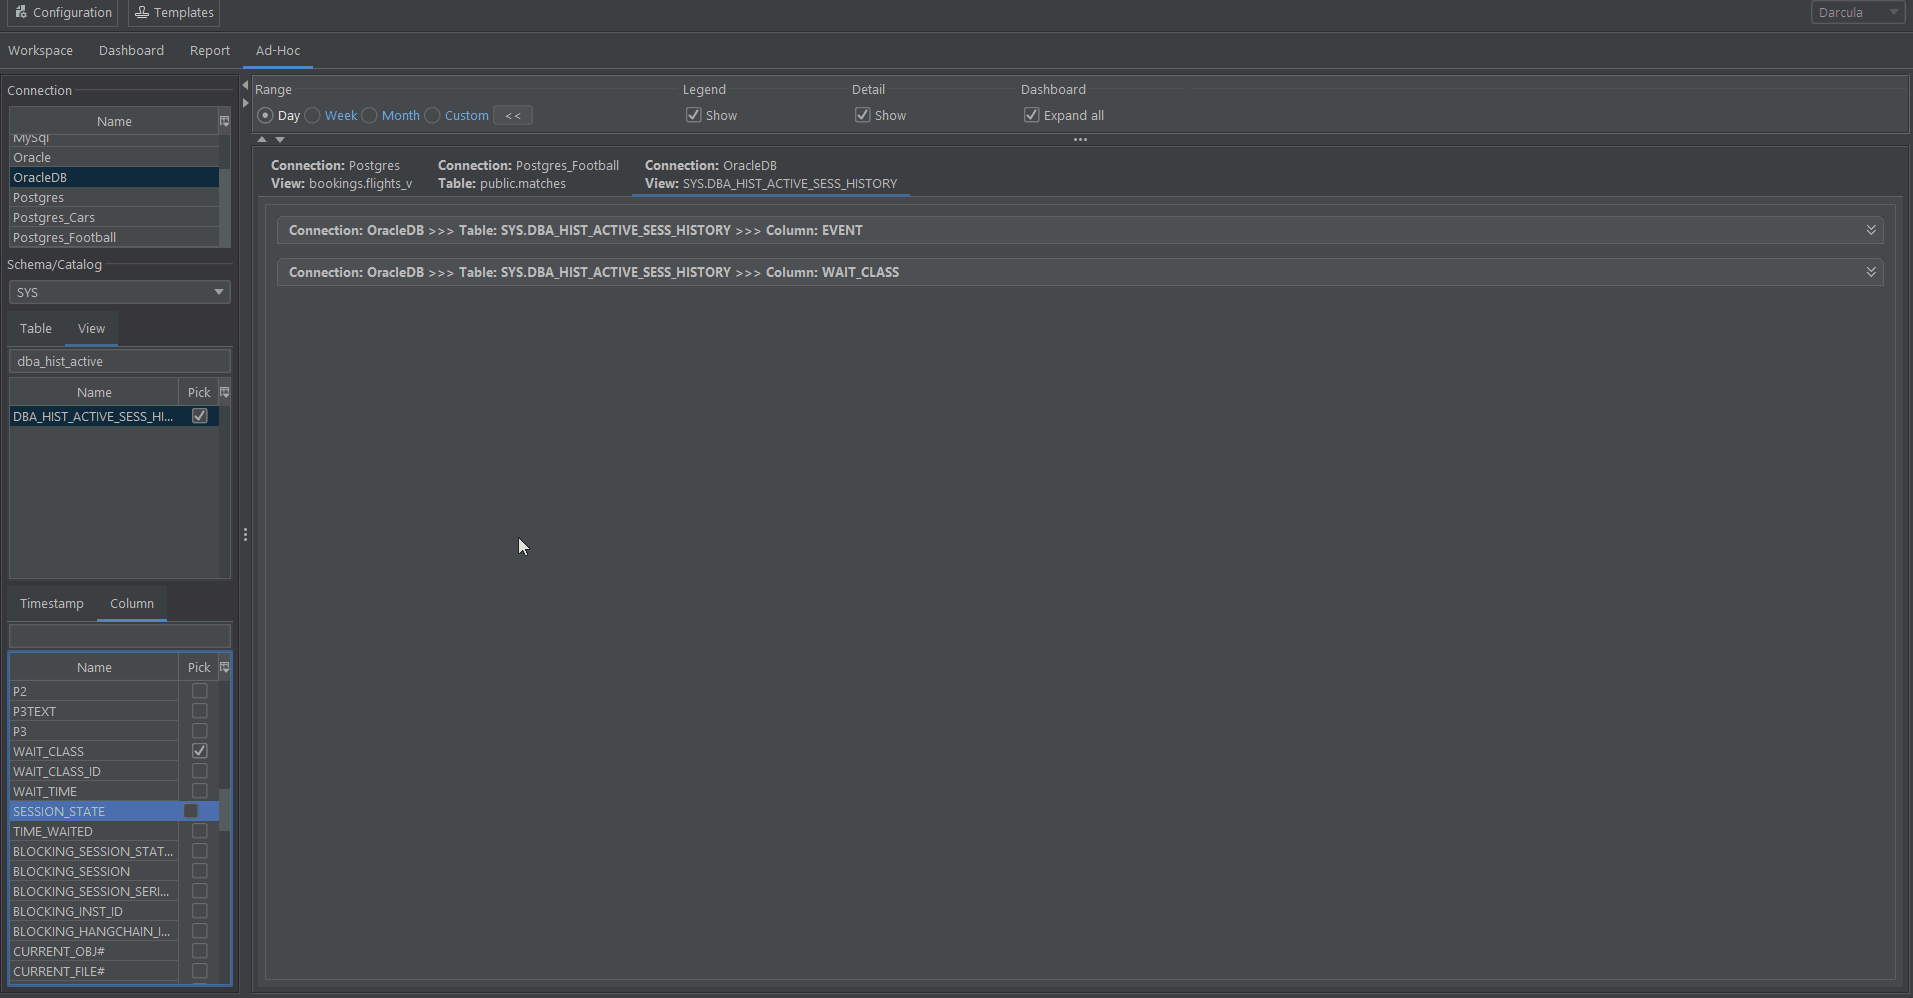 Configuration
Templates
Darcula
Workspace
Dashboard
Report
Ad-Hoc
Connection
Name
MySql
Oracle
OracleDB
Postgres
Postgres_Cars
Postgres_Football
Schema/Catalog
SYS
Table
View
dba_hist_active
Name
Pick
DBA_HIST_ACTIVE_SESS_HI...
Timestamp
Column
Name
Pick
P2
P3TEXT
P3
WAIT_CLASS
WAIT_CLASS_ID
WAIT_TIME
SESSION_STATE
TIME_WAITED
BLOCKING_SESSION_STAT...
BLOCKING_SESSION
BLOCKING_SESSION_SERI...
BLOCKING_INST_ID
BLOCKING_HANGCHAIN_I...
CURRENT_OBJ#
CURRENT_FILE#
Range
Day
Week
Month
Custom
<<
Legend
Show
Detail
Show
Dashboard
Expand all
Connection: Postgres
View: bookings.flights_v
Connection: Postgres_Football
Table: public.matches
Connection: OracleDB
View: SYS.DBA_HIST_ACTIVE_SESS_HISTORY
Connection: OracleDB >>> Table: SYS.DBA_HIST_ACTIVE_SESS_HISTORY >>> Column: EVENT
Connection: OracleDB >>> Table: SYS.DBA_HIST_ACTIVE_SESS_HISTORY >>> Column: WAIT_CLASS